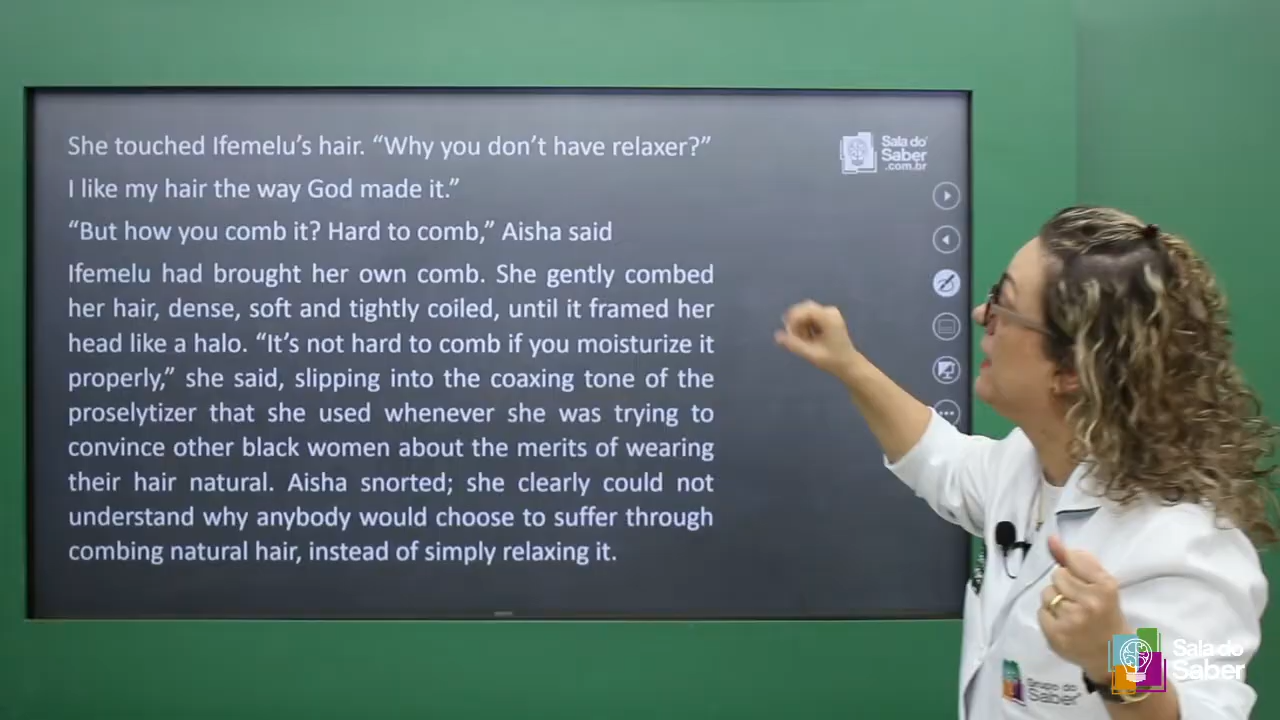 She touched Ifemelu's hair. “Why you don't have relaxer?”
I like my hair the way God made it.”
“But how you comb it? Hard to comb,” Aisha said
Ifemelu had brought her own comb. She gently combed
her hair, dense, soft and tightly coiled, until it framed her
head like a halo. “It's not hard to comb if you moisturize it
properly,” she said, slipping into the coaxing tone of the
proselytizer that she used whenever she was trying to
convince other black women about the merits of wearing
their hair natural. Aisha snorted; she clearly could not
understand why anybody would choose to suffer through
combing natural hair, instead of simply relaxing it.
Sala do
Saber
.com.br
Grupo do
Saber
Sala do
Saber